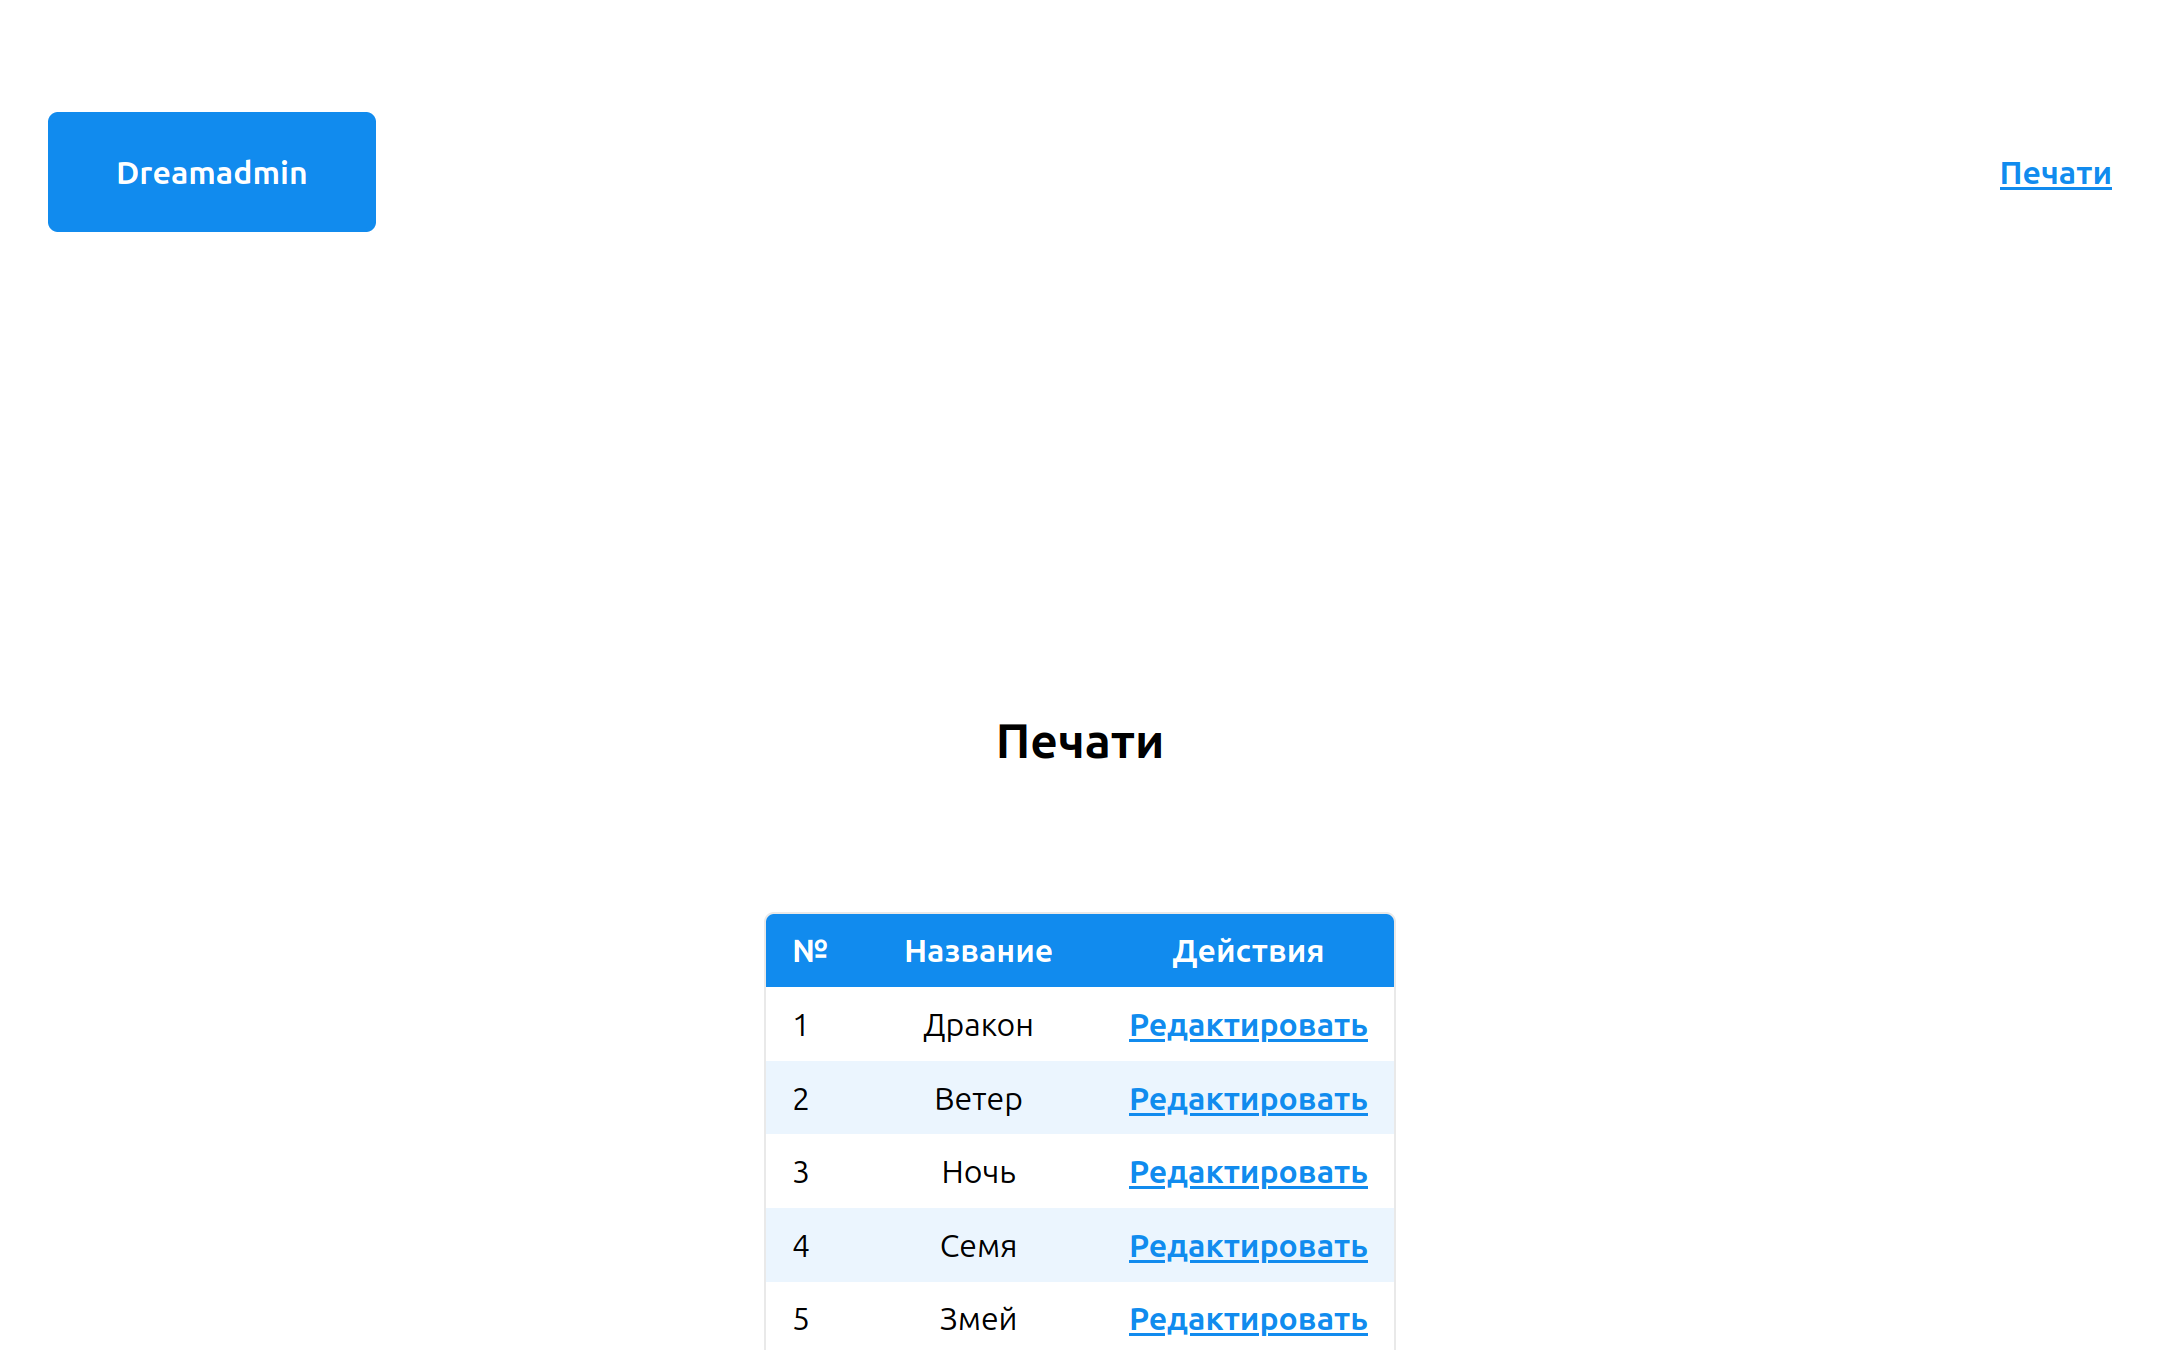 Dreamadmin
Печати
Печати
№ Название Действия
1 Дракон Редактировать
2 Ветер Редактировать
3 Ночь Редактировать
4 Семя Редактировать
5 Змей Редактировать